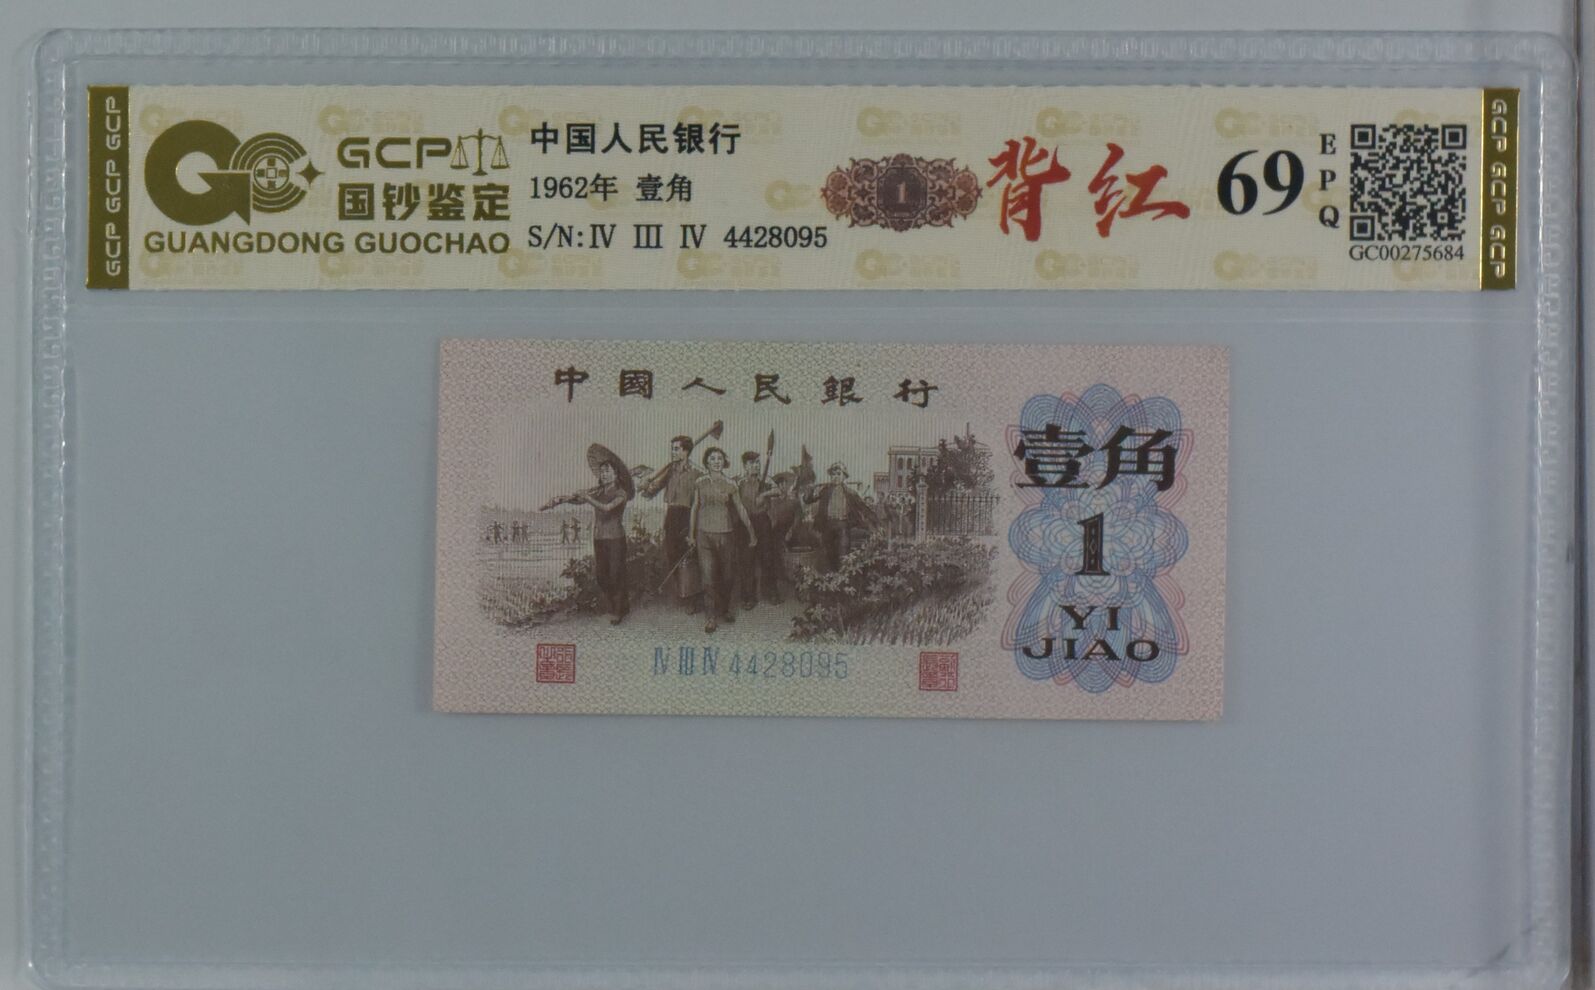 GCP GCP GCP
GCP
国钞鉴定
GUANGDONG GUOCHAO
中国人民银行
1962年 壹角
S/N:Ⅳ Ⅲ Ⅳ 4428095
1
背红
69
EPQ
GC00275684
GCP GCP GCP
中國人民銀行
壹角
1
YI
JIAO
Ⅳ Ⅲ Ⅳ 4428095